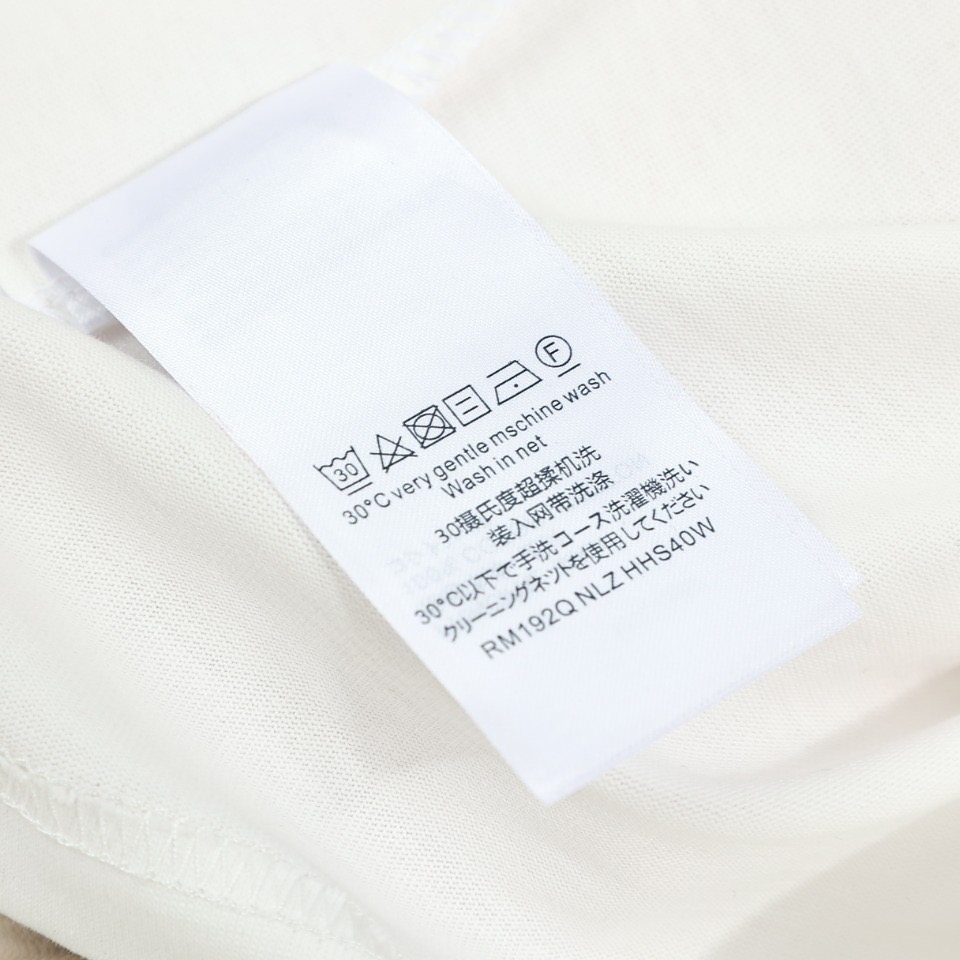 30 F
30°C very gentle mschine wash
Wash in net
30摄氏度超揉机洗
装入网带洗涤
30°C以下で手洗コース洗濯機洗い
クリーニングネットを使用してください
RM192Q NLZ HHS40W